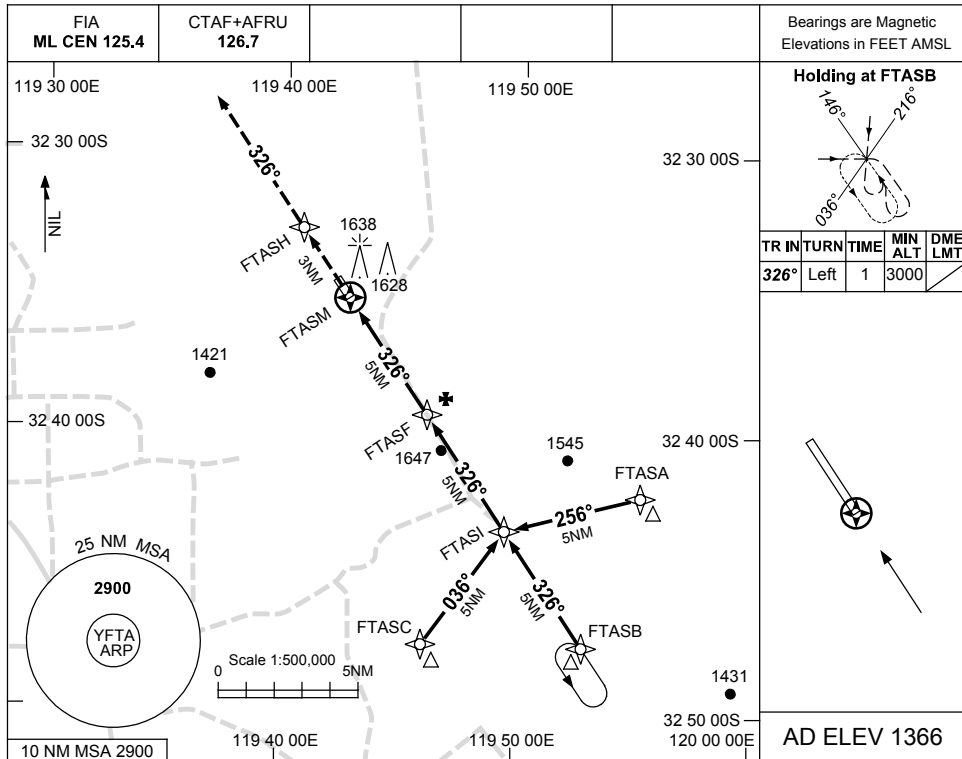 FIA
ML CEN 125.4
CTAF+AFRU
126.7
Bearings are Magnetic
Elevations in FEET AMSL
119 30 00E
119 40 00E
119 50 00E
32 30 00S
32 30 00S
NIL
326°
FTASH
3NM
1638
1628
FTASM
1421
326°
5NM
32 40 00S
32 40 00S
FTASF
1647
1545
326°
5NM
FTASA
256°
5NM
FTASI
036°
5NM
326°
5NM
FTASC
FTASB
25 NM MSA
2900
YFTA
ARP
Scale 1:500,000
0
5NM
1431
32 50 00S
10 NM MSA 2900
119 40 00E
119 50 00E
120 00 00E
Holding at FTASB
146°
216°
036°
TR IN TURN TIME MIN ALT DME LMT
326° Left 1 3000
AD ELEV 1366